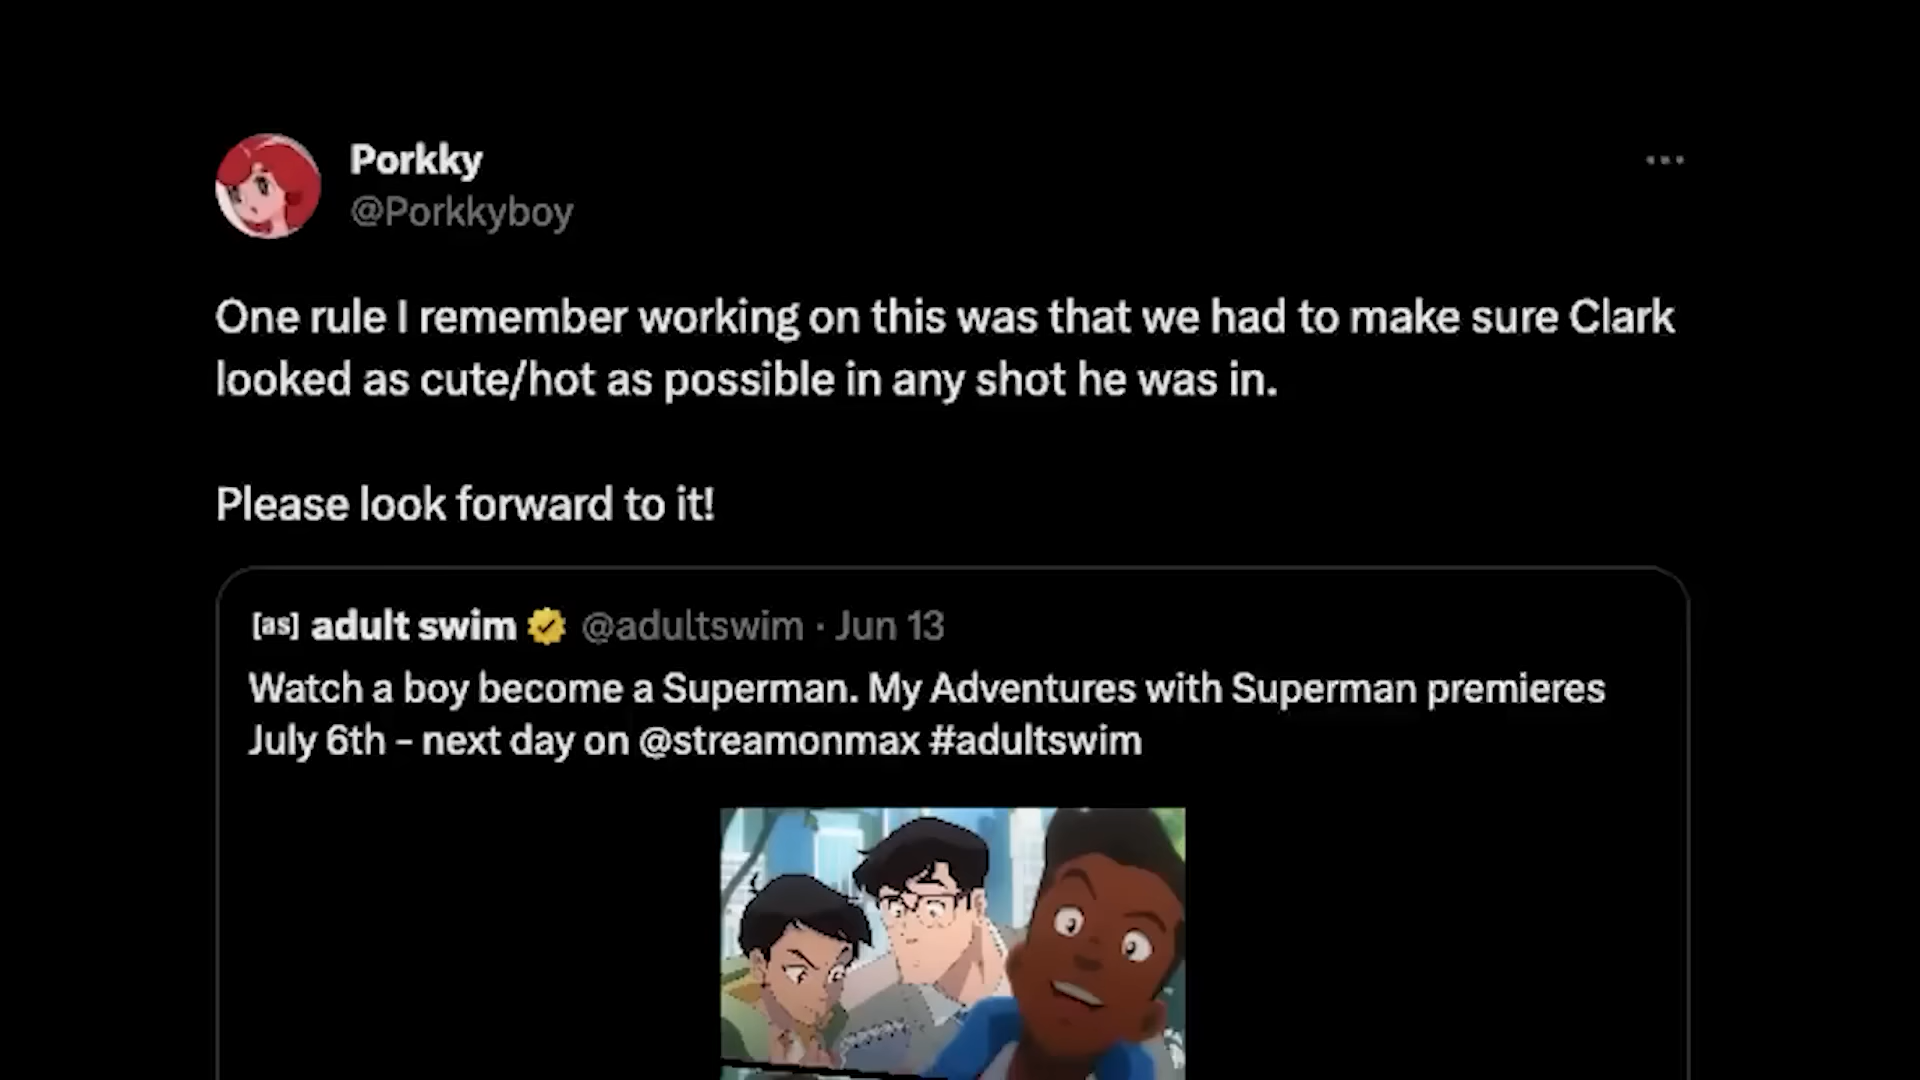 Porkky
@Porkkyboy
One rule I remember working on this was that we had to make sure Clark
looked as cute/hot as possible in any shot he was in.
Please look forward to it!
[as] adult swim @adultswim · Jun 13
Watch a boy become a Superman. My Adventures with Superman premieres
July 6th – next day on @streamonmax #adultswim